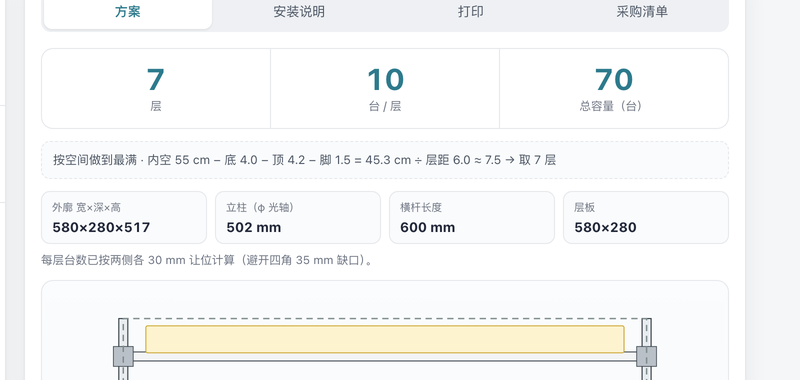 方案 安装说明 打印 采购清单
7 10 70
层 台 / 层 总容量（台）
按空间做到最满 · 内空 55 cm − 底 4.0 − 顶 4.2 − 脚 1.5 = 45.3 cm ÷ 层距 6.0 ≈ 7.5 → 取 7 层
外廓 宽×深×高 立柱（φ 光轴） 横杆长度 层板
580×280×517 502 mm 600 mm 580×280
每层台数已按两侧各 30 mm 让位计算（避开四角 35 mm 缺口）。